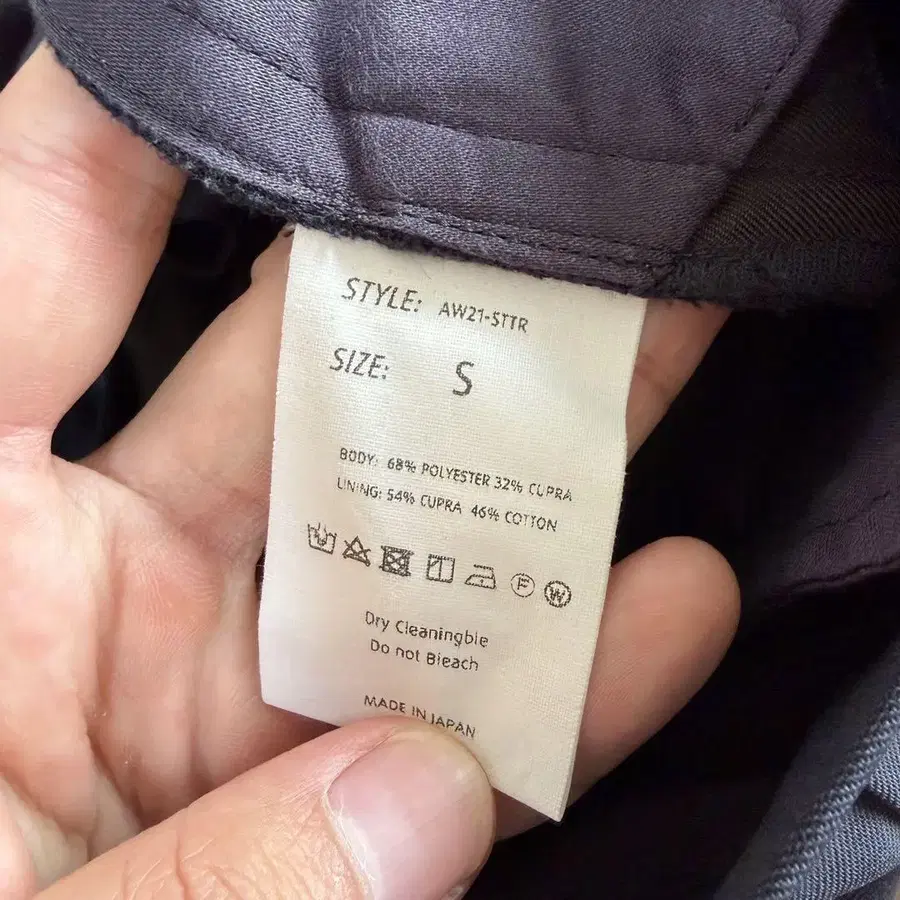 STYLE: AW21-STTR
SIZE: S
BODY: 68% POLYESTER 32% CUPRA
LINING: 54% CUPRA 46% COTTON
F W
Dry Cleaningble
Do not Bleach
MADE IN JAPAN